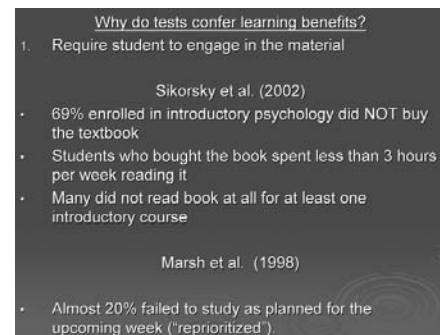 Why do tests confer learning benefits?
1. Require student to engage in the material
Sikorsky et al. (2002)
• 69% enrolled in introductory psychology did NOT buy
the textbook
• Students who bought the book spent less than 3 hours
per week reading it
• Many did not read book at all for at least one
introductory course
Marsh et al. (1998)
• Almost 20% failed to study as planned for the
upcoming week ("reprioritized").